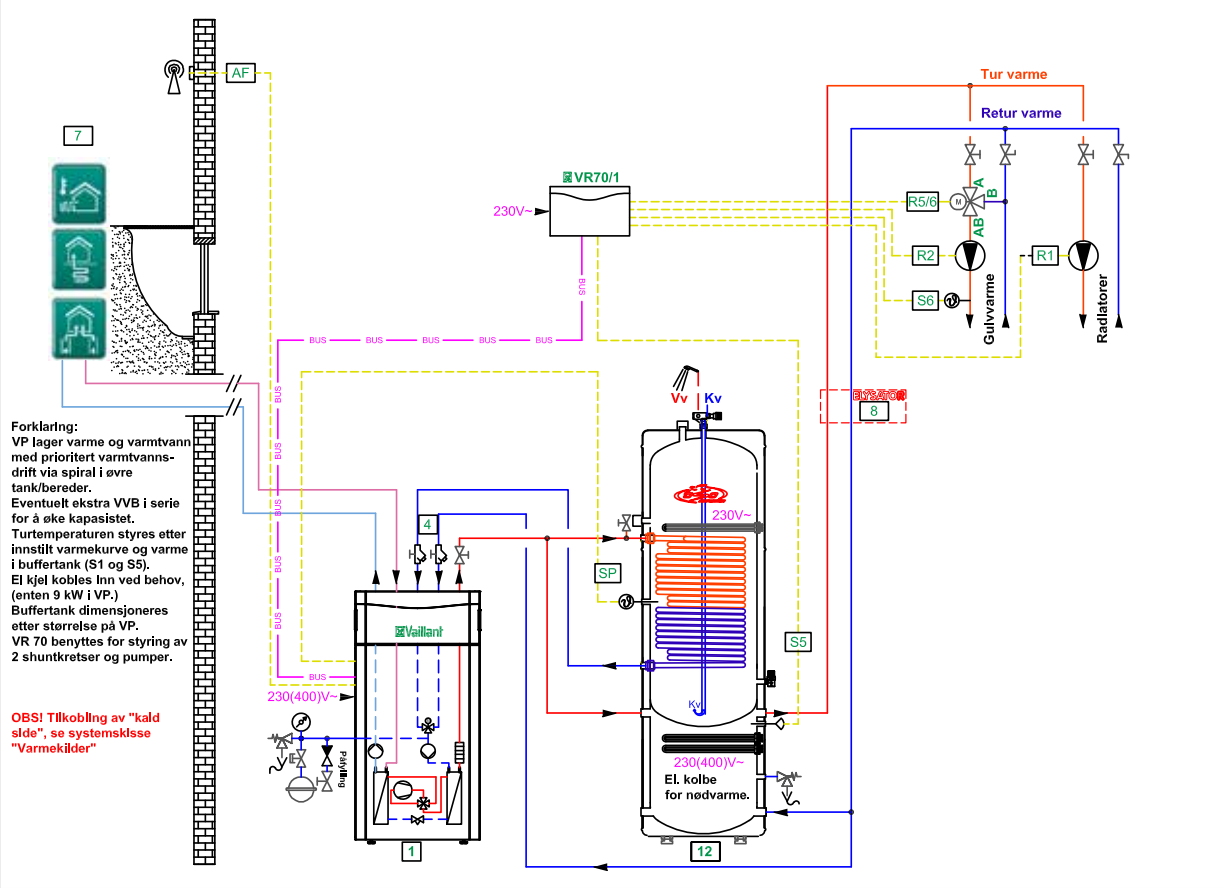 Tur varme
AF
Retur varme
7
VR70/1
A
B
230V~
R5/6
M
AB
R2
R1
S6
Gulvvarme
Radiatorer
BUS
BUS
BUS
BUS
BUS
BUS
BUS
BUS
BUS
BUS
BUS
BUS
Vv
Kv
ELYSATOR
8
Forklaring:
VP lager varme og varmtvann
med prioritert varmtvanns-
drift via spiral i øvre
tank/bereder.
Eventuelt ekstra VVB i serie
for å øke kapasistet.
Turtemperaturen styres etter
innstilt varmekurve og varme
i buffertank (S1 og S5).
El kjel kobles Inn ved behov,
(enten 9 kW i VP.)
Buffertank dimensjoneres
etter størrelse på VP.
VR 70 benyttes for styring av
2 shuntkretser og pumper.
OBS! Tilkobling av "kald
side", se systemskisse
"Varmekilder"
4
230V~
SP
Vaillant
S5
230(400)V~
Kv
Påfylling
230(400)V~
El. kolbe
for nødvarme.
1
12